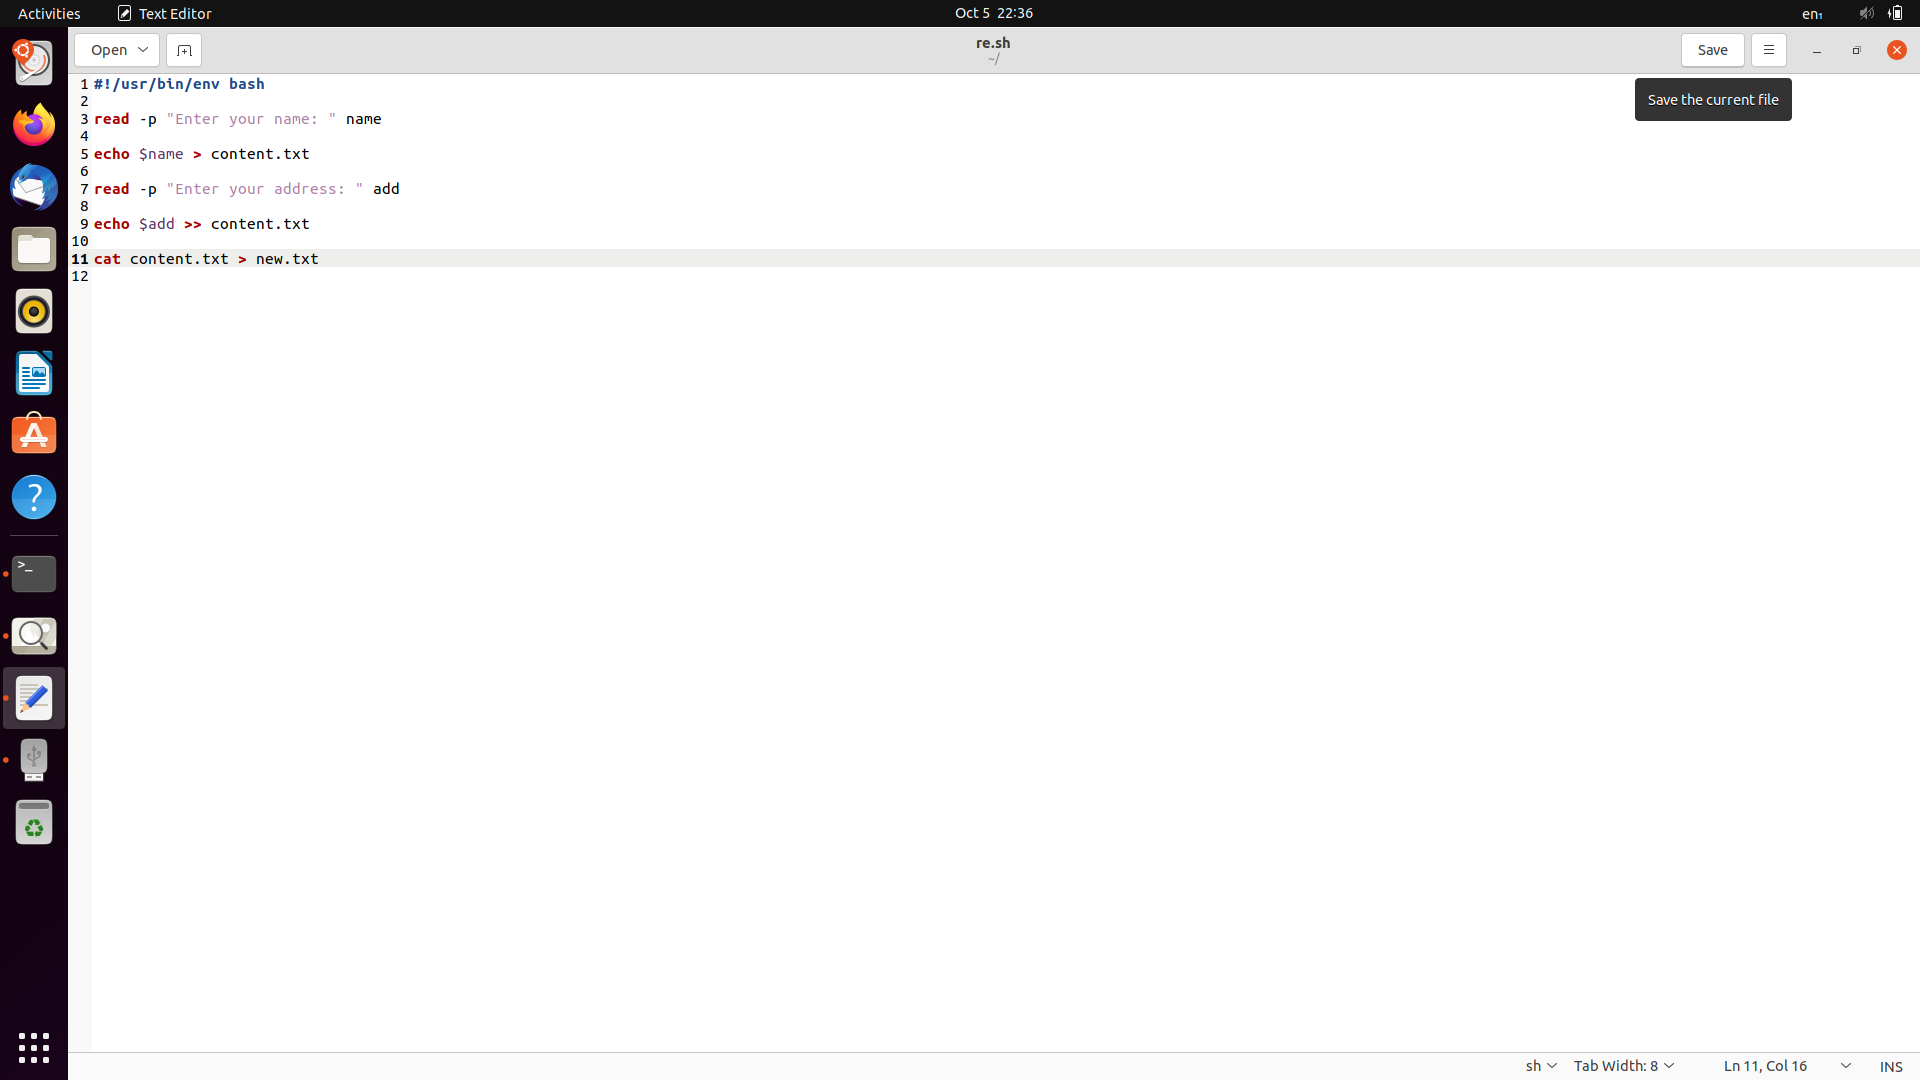 Activities Text Editor Oct 5 22:36 en₁
Open re.sh Save
~/
Save the current file
1 #!/usr/bin/env bash
2
3 read -p "Enter your name: " name
4
5 echo $name > content.txt
6
7 read -p "Enter your address: " add
8
9 echo $add >> content.txt
10
11 cat content.txt > new.txt
12
sh Tab Width: 8 Ln 11, Col 16 INS